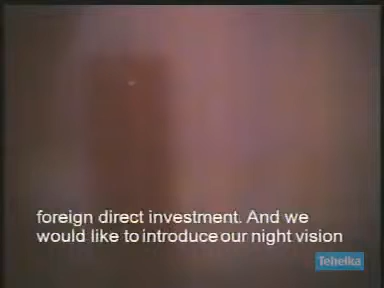 foreign direct investment. And we
would like to introduce our night vision
Tehelka